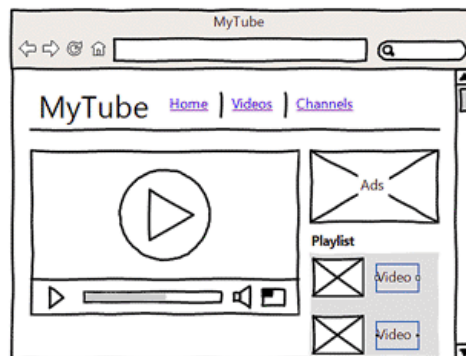 MyTube
MyTube Home Videos Channels
Ads
Playlist
Video
Video